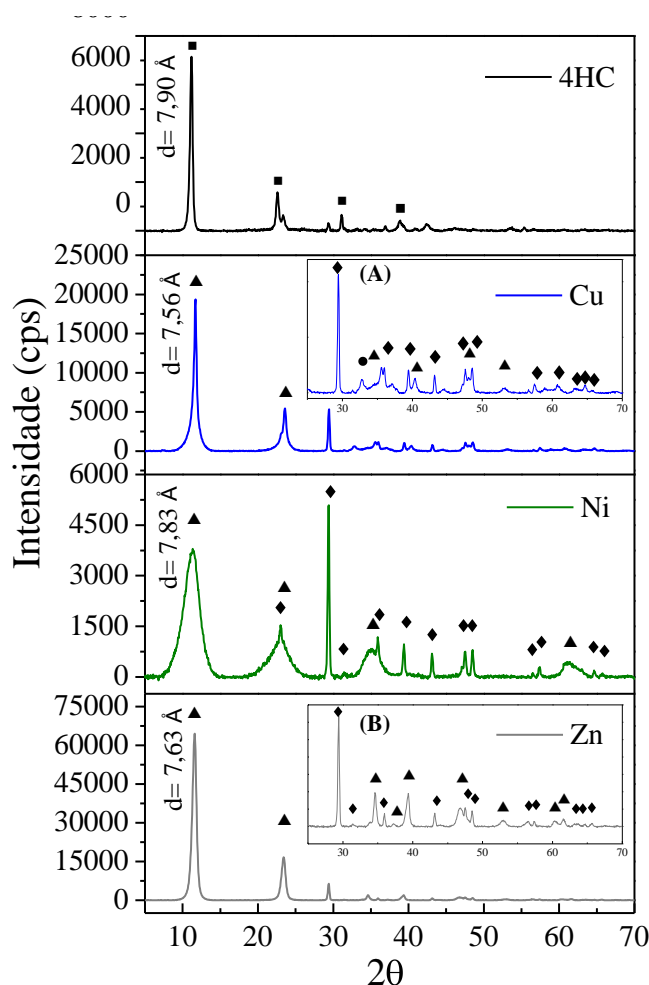 Intensidade (cps)
6000
4000
2000
0
d= 7,90 Å
4HC
25000
20000
15000
10000
5000
0
d= 7,56 Å
(A)
Cu
30 40 50 60 70
6000
4500
3000
1500
0
d= 7,83 Å
Ni
75000
60000
45000
30000
15000
0
d= 7,63 Å
(B)
Zn
30 40 50 60 70
10 20 30 40 50 60 70
2θ